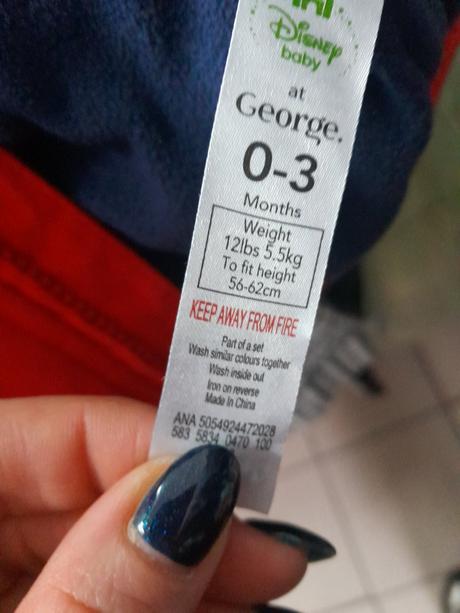 Disney
baby
at
George.
0-3
Months
Weight
12lbs 5.5kg
To fit height
56-62cm
KEEP AWAY FROM FIRE
Part of a set
Wash similar colours together
Wash inside out
Iron on reverse
Made In China
ANA 5054924472028
583 5834 0470 100